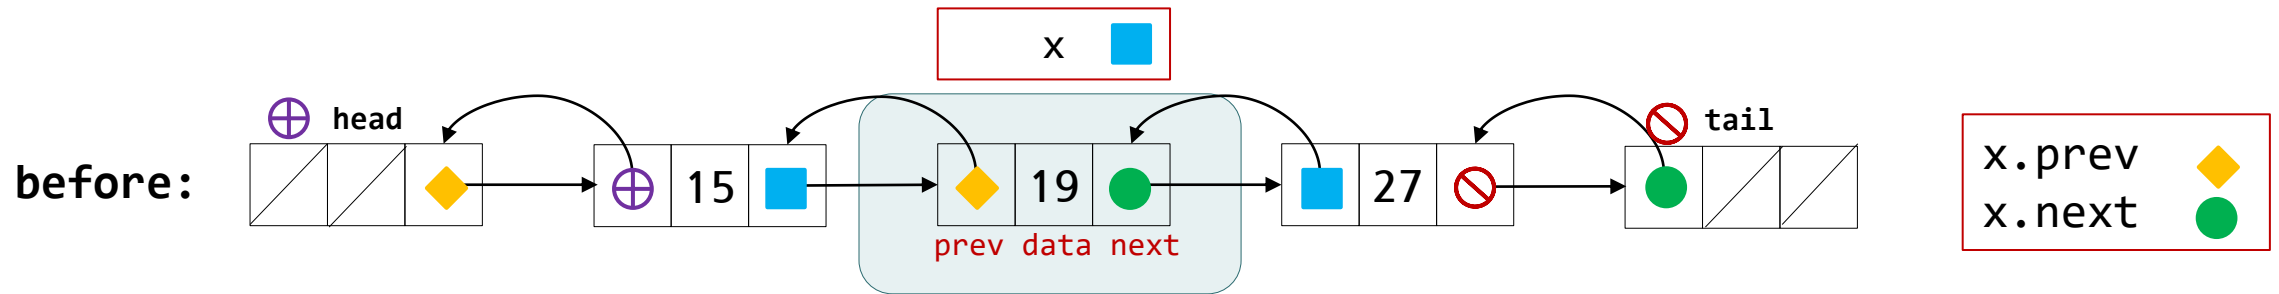 x
head
tail
before:
15
19
27
prev data next
x.prev
x.next